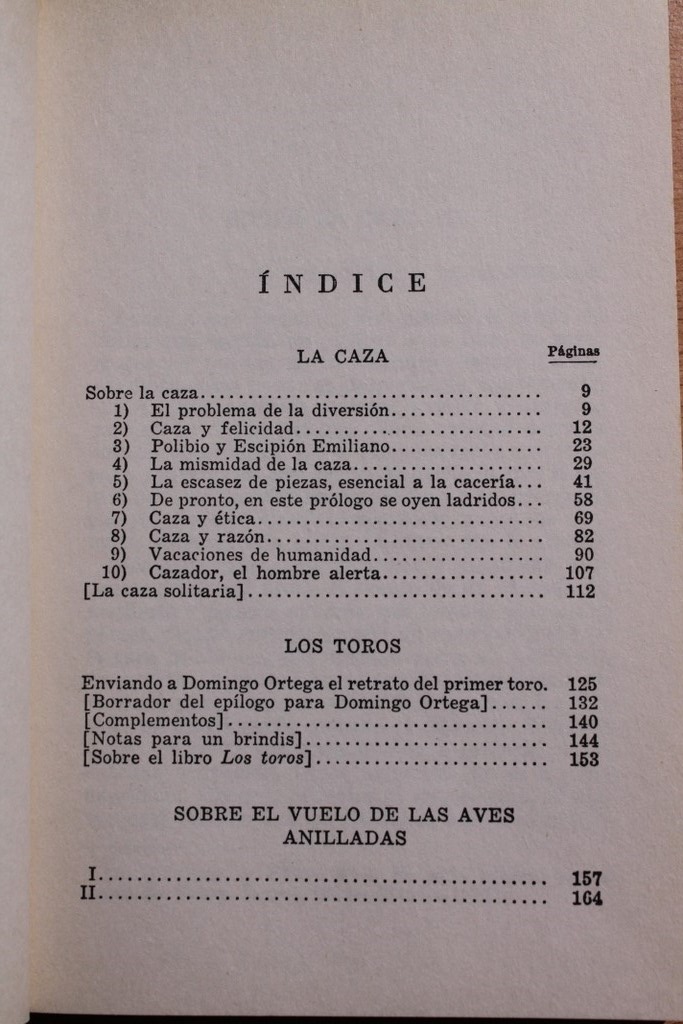 ÍNDICE
LA CAZA
Páginas
Sobre la caza.................................. 9
1) El problema de la diversión................ 9
2) Caza y felicidad.......................... 12
3) Polibio y Escipión Emiliano................ 23
4) La mismidad de la caza.................... 29
5) La escasez de piezas, esencial a la cacería... 41
6) De pronto, en este prólogo se oyen ladridos... 58
7) Caza y ética.............................. 69
8) Caza y razón............................. 82
9) Vacaciones de humanidad.................. 90
10) Cazador, el hombre alerta................. 107
[La caza solitaria].............................. 112
LOS TOROS
Enviando a Domingo Ortega el retrato del primer toro. 125
[Borrador del epílogo para Domingo Ortega]...... 132
[Complementos]................................ 140
[Notas para un brindis]........................ 144
[Sobre el libro Los toros]....................... 153
SOBRE EL VUELO DE LAS AVES
ANILLADAS
I.............................................. 157
II............................................. 164